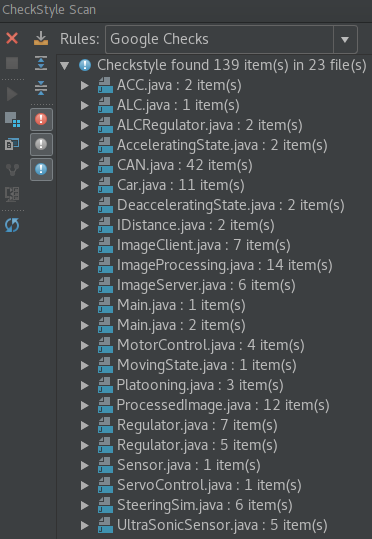 CheckStyle Scan
Rules: Google Checks
Checkstyle found 139 item(s) in 23 file(s)
ACC.java : 2 item(s)
ALC.java : 1 item(s)
ALCRegulator.java : 2 item(s)
AcceleratingState.java : 2 item(s)
CAN.java : 42 item(s)
Car.java : 11 item(s)
DeacceleratingState.java : 2 item(s)
IDistance.java : 2 item(s)
ImageClient.java : 7 item(s)
ImageProcessing.java : 14 item(s)
ImageServer.java : 6 item(s)
Main.java : 1 item(s)
Main.java : 2 item(s)
MotorControl.java : 4 item(s)
MovingState.java : 1 item(s)
Platooning.java : 3 item(s)
ProcessedImage.java : 12 item(s)
Regulator.java : 7 item(s)
Regulator.java : 5 item(s)
Sensor.java : 1 item(s)
ServoControl.java : 1 item(s)
SteeringSim.java : 6 item(s)
UltraSonicSensor.java : 5 item(s)